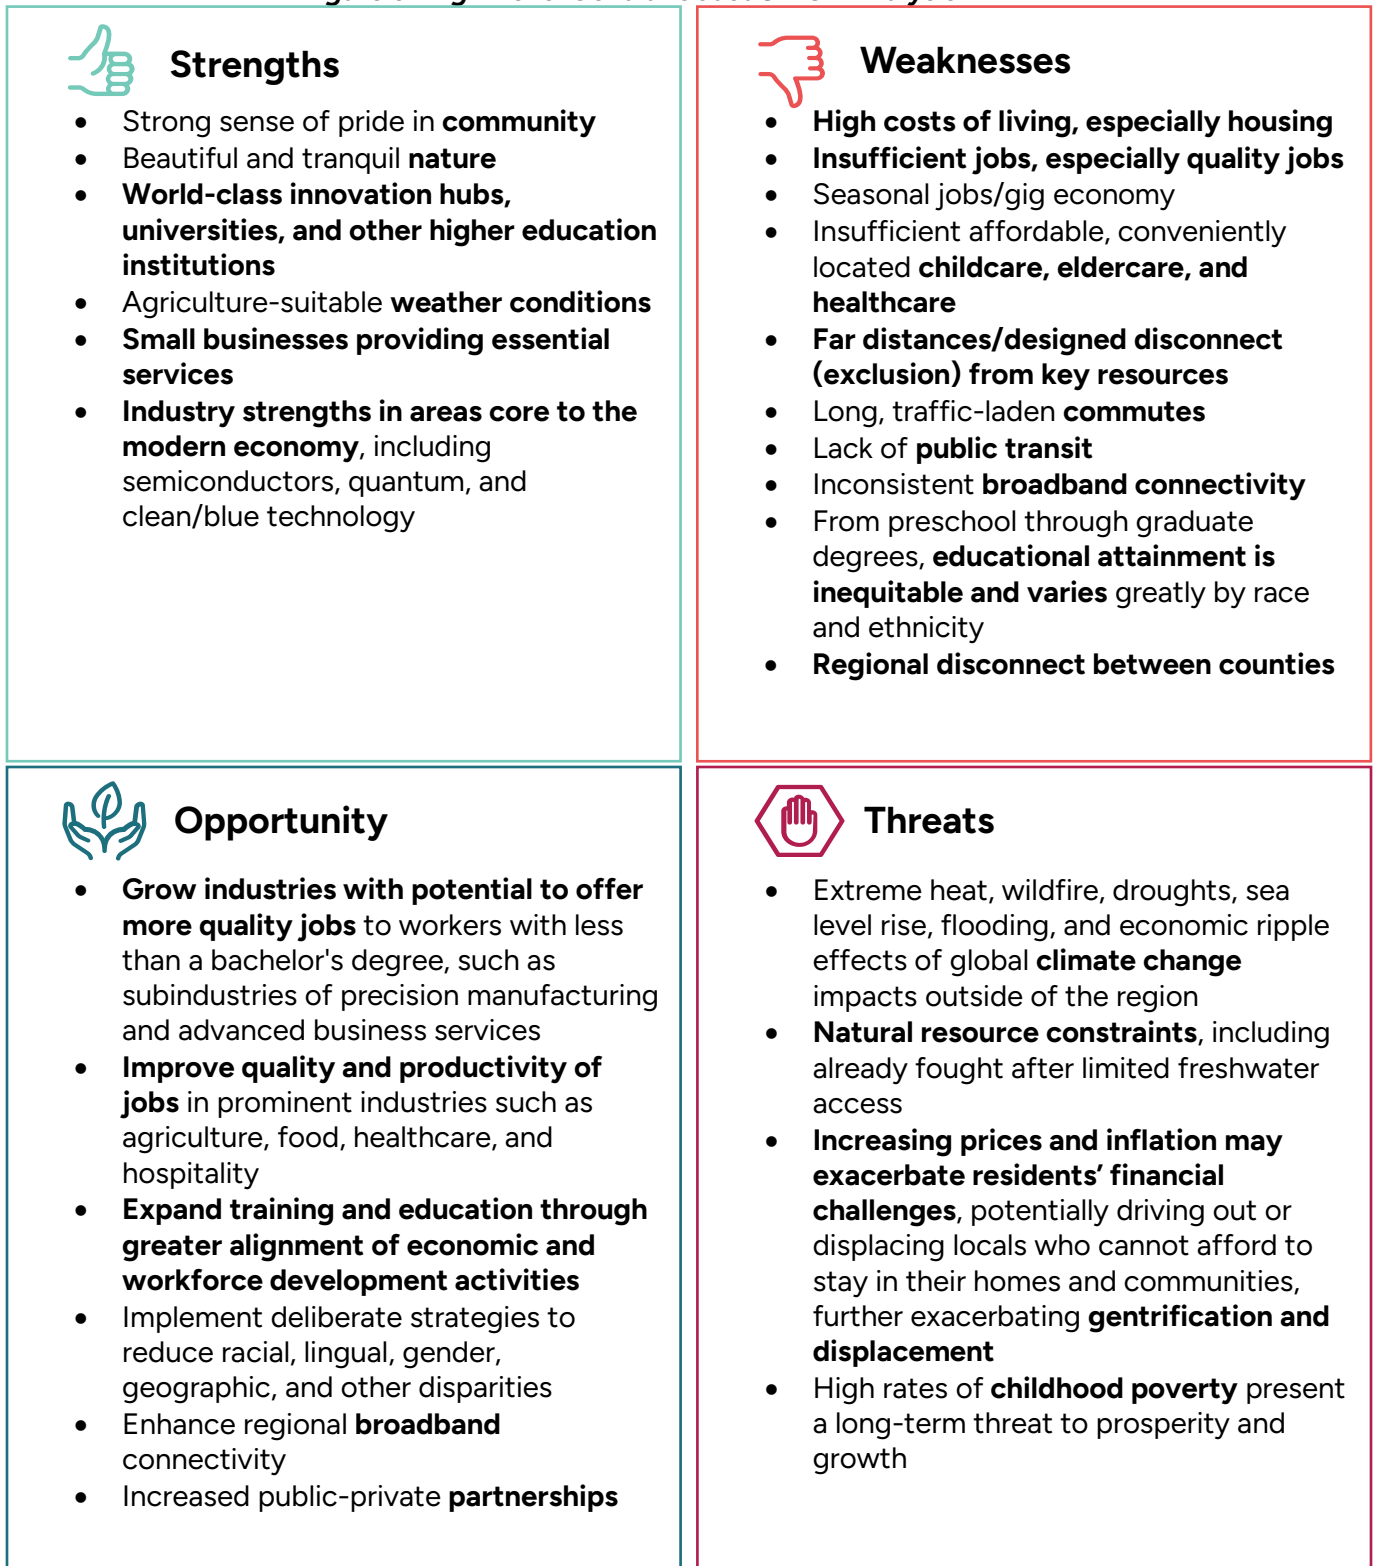 Strengths
• Strong sense of pride in community
• Beautiful and tranquil nature
• World-class innovation hubs,
universities, and other higher education
institutions
• Agriculture-suitable weather conditions
• Small businesses providing essential
services
• Industry strengths in areas core to the
modern economy, including
semiconductors, quantum, and
clean/blue technology
Weaknesses
• High costs of living, especially housing
• Insufficient jobs, especially quality jobs
• Seasonal jobs/gig economy
• Insufficient affordable, conveniently
located childcare, eldercare, and
healthcare
• Far distances/designed disconnect
(exclusion) from key resources
• Long, traffic-laden commutes
• Lack of public transit
• Inconsistent broadband connectivity
• From preschool through graduate
degrees, educational attainment is
inequitable and varies greatly by race
and ethnicity
• Regional disconnect between counties
Opportunity
• Grow industries with potential to offer
more quality jobs to workers with less
than a bachelor's degree, such as
subindustries of precision manufacturing
and advanced business services
• Improve quality and productivity of
jobs in prominent industries such as
agriculture, food, healthcare, and
hospitality
• Expand training and education through
greater alignment of economic and
workforce development activities
• Implement deliberate strategies to
reduce racial, lingual, gender,
geographic, and other disparities
• Enhance regional broadband
connectivity
• Increased public-private partnerships
Threats
• Extreme heat, wildfire, droughts, sea
level rise, flooding, and economic ripple
effects of global climate change
impacts outside of the region
• Natural resource constraints, including
already fought after limited freshwater
access
• Increasing prices and inflation may
exacerbate residents’ financial
challenges, potentially driving out or
displacing locals who cannot afford to
stay in their homes and communities,
further exacerbating gentrification and
displacement
• High rates of childhood poverty present
a long-term threat to prosperity and
growth